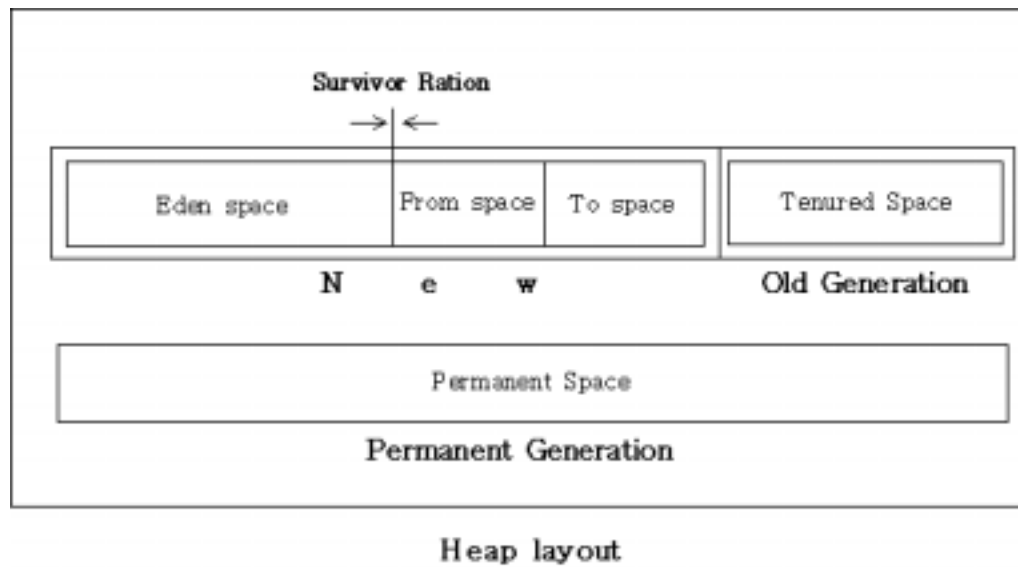 Survivor Ration
Eden space
From space
To space
Tenured Space
N e w
Old Generation
Permanent Space
Permanent Generation
Heap layout